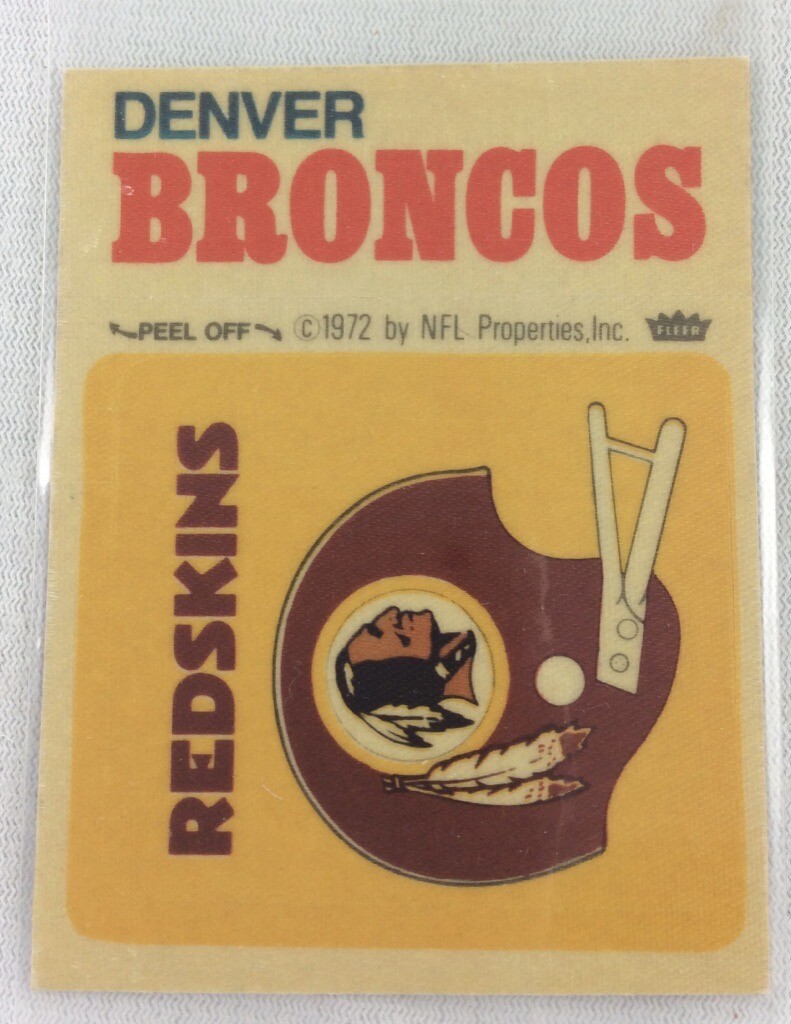 DENVER
BRONCOS
PEEL OFF ©1972 by NFL Properties,Inc. FLEER
REDSKINS